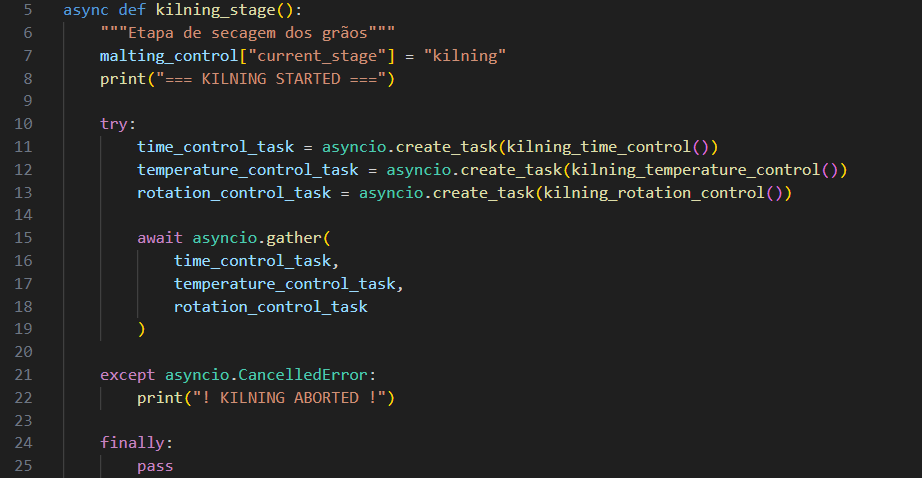 5 async def kilning_stage():
6 """Etapa de secagem dos grãos"""
7 malting_control["current_stage"] = "kilning"
8 print("=== KILNING STARTED ===")
9
10 try:
11 time_control_task = asyncio.create_task(kilning_time_control())
12 temperature_control_task = asyncio.create_task(kilning_temperature_control())
13 rotation_control_task = asyncio.create_task(kilning_rotation_control())
14
15 await asyncio.gather(
16 time_control_task,
17 temperature_control_task,
18 rotation_control_task
19 )
20
21 except asyncio.CancelledError:
22 print("! KILNING ABORTED !")
23
24 finally:
25 pass